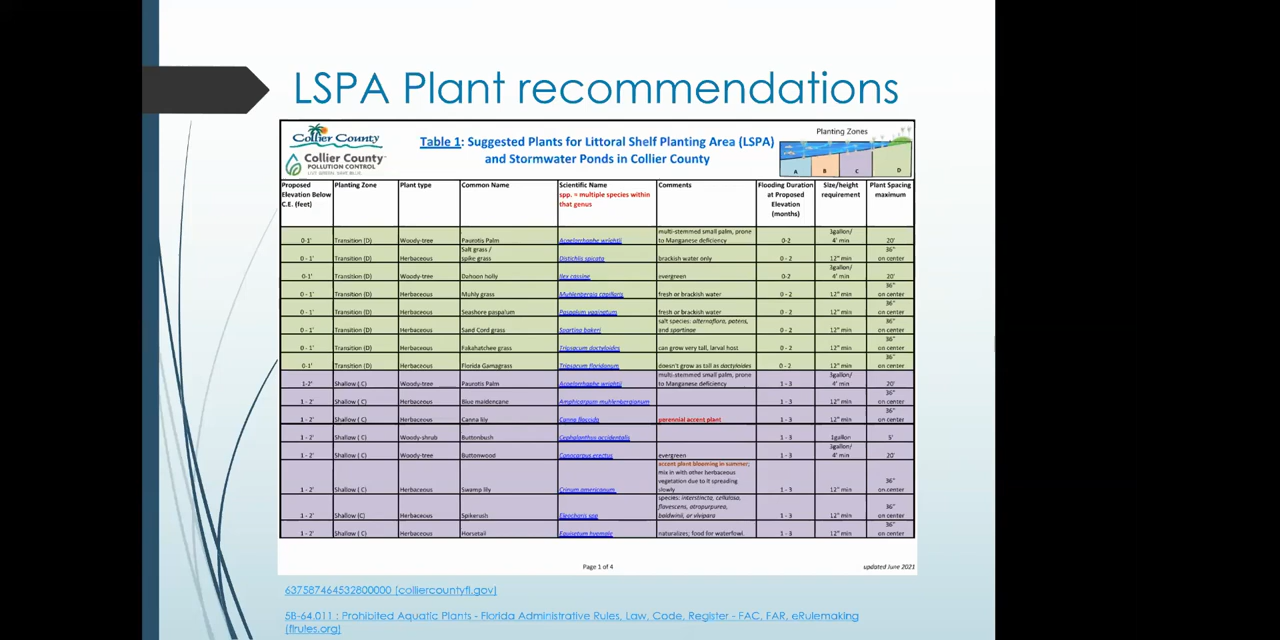 LSPA Plant recommendations
Collier County
Collier County
POLLUTION CONTROL
Table 1: Suggested Plants for Littoral Shelf Planting Area (LSPA)
and Stormwater Ponds in Collier County
Planting Zones
A B C D
Proposed Elevation Below C.E. (feet) Planting Zone Plant type Common Name Scientific Name spp. = multiple species within that genus Comments Flooding Duration at Proposed Elevation (months) Size/height requirement Plant Spacing maximum
0-1' Transition (D) Woody-tree Paurotis Palm Acoelorrhaphe wrightii multi-stemmed small palm, prone to Manganese deficiency 0-2 3gallon/ 4' min 20'
0 - 1' Transition (D) Herbaceous Salt grass / spike grass Distichlis spicata brackish water only 0 - 2 12" min 36" on center
0-1' Transition (D) Woody-tree Dahoon holly Ilex cassine evergreen 0-2 3gallon/ 4' min 20'
0 - 1' Transition (D) Herbaceous Muhly grass Muhlenbergia capillaris fresh or brackish water 0 - 2 12" min 36" on center
0 - 1' Transition (D) Herbaceous Seashore paspalum Paspalum vaginatum fresh or brackish water 0 - 2 12" min 36" on center
0 - 1' Transition (D) Herbaceous Sand Cord grass Spartina bakeri salt species: alternaflora, patens, and spartinae 0 - 2 12" min 36" on center
0 - 1' Transition (D) Herbaceous Fakahatchee grass Tripsacum dactyloides can grow very tall, larval host 0 - 2 12" min 36" on center
0-1' Transition (D) Herbaceous Florida Gamagrass Tripsacum floridanum doesn't grow as tall as dactyloides 0 - 2 12" min 36" on center
1-2' Shallow ( C) Woody-tree Paurotis Palm Acoelorrhaphe wrightii multi-stemmed small palm, prone to Manganese deficiency 1 - 3 3gallon/ 4' min 20'
1 - 2' Shallow ( C) Herbaceous Blue maidencane Amphicarpum muhlenbergianum 1 - 3 12" min 36" on center
1 - 2' Shallow ( C) Herbaceous Canna lily Canna flaccida perennial accent plant 1 - 3 12" min 36" on center
1 - 2' Shallow ( C) Woody-shrub Buttonbush Cephalanthus occidentalis 1 - 3 1gallon 5'
1 - 2' Shallow ( C) Woody-tree Buttonwood Conocarpus erectus evergreen 1 - 3 3gallon/ 4' min 20'
1 - 2' Shallow ( C) Herbaceous Swamp lily Crinum americanum accent plant blooming in summer; mix in with other herbaceous vegetation due to it spreading slowly 1 - 3 12" min 36" on center
1 - 2' Shallow (C) Herbaceous Spikerush Eleocharis spp species: interstincta, cellulosa, flavescens, atropurpurea, baldwinii, or vivipara 1 - 3 12" min 36" on center
1 - 2' Shallow ( C) Herbaceous Horsetail Equisetum hyemale naturalizes; food for waterfowl. 1 - 3 12" min 36" on center
Page 1 of 4
updated June 2021
637587464532800000 (colliercountyfl.gov)
5B-64.011 : Prohibited Aquatic Plants - Florida Administrative Rules, Law, Code, Register - FAC, FAR, eRulemaking
(flrules.org)